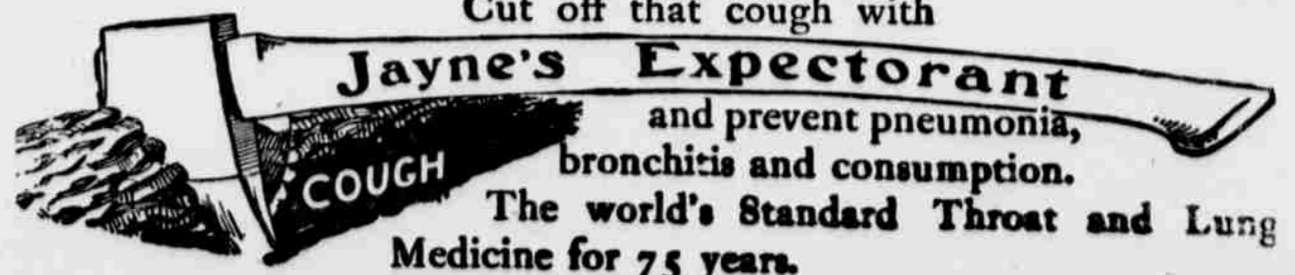 Cut off that cough with
Jayne's Expectorant
and prevent pneumonia,
bronchitis and consumption.
COUGH
The world's Standard Throat and Lung
Medicine for 75 years.